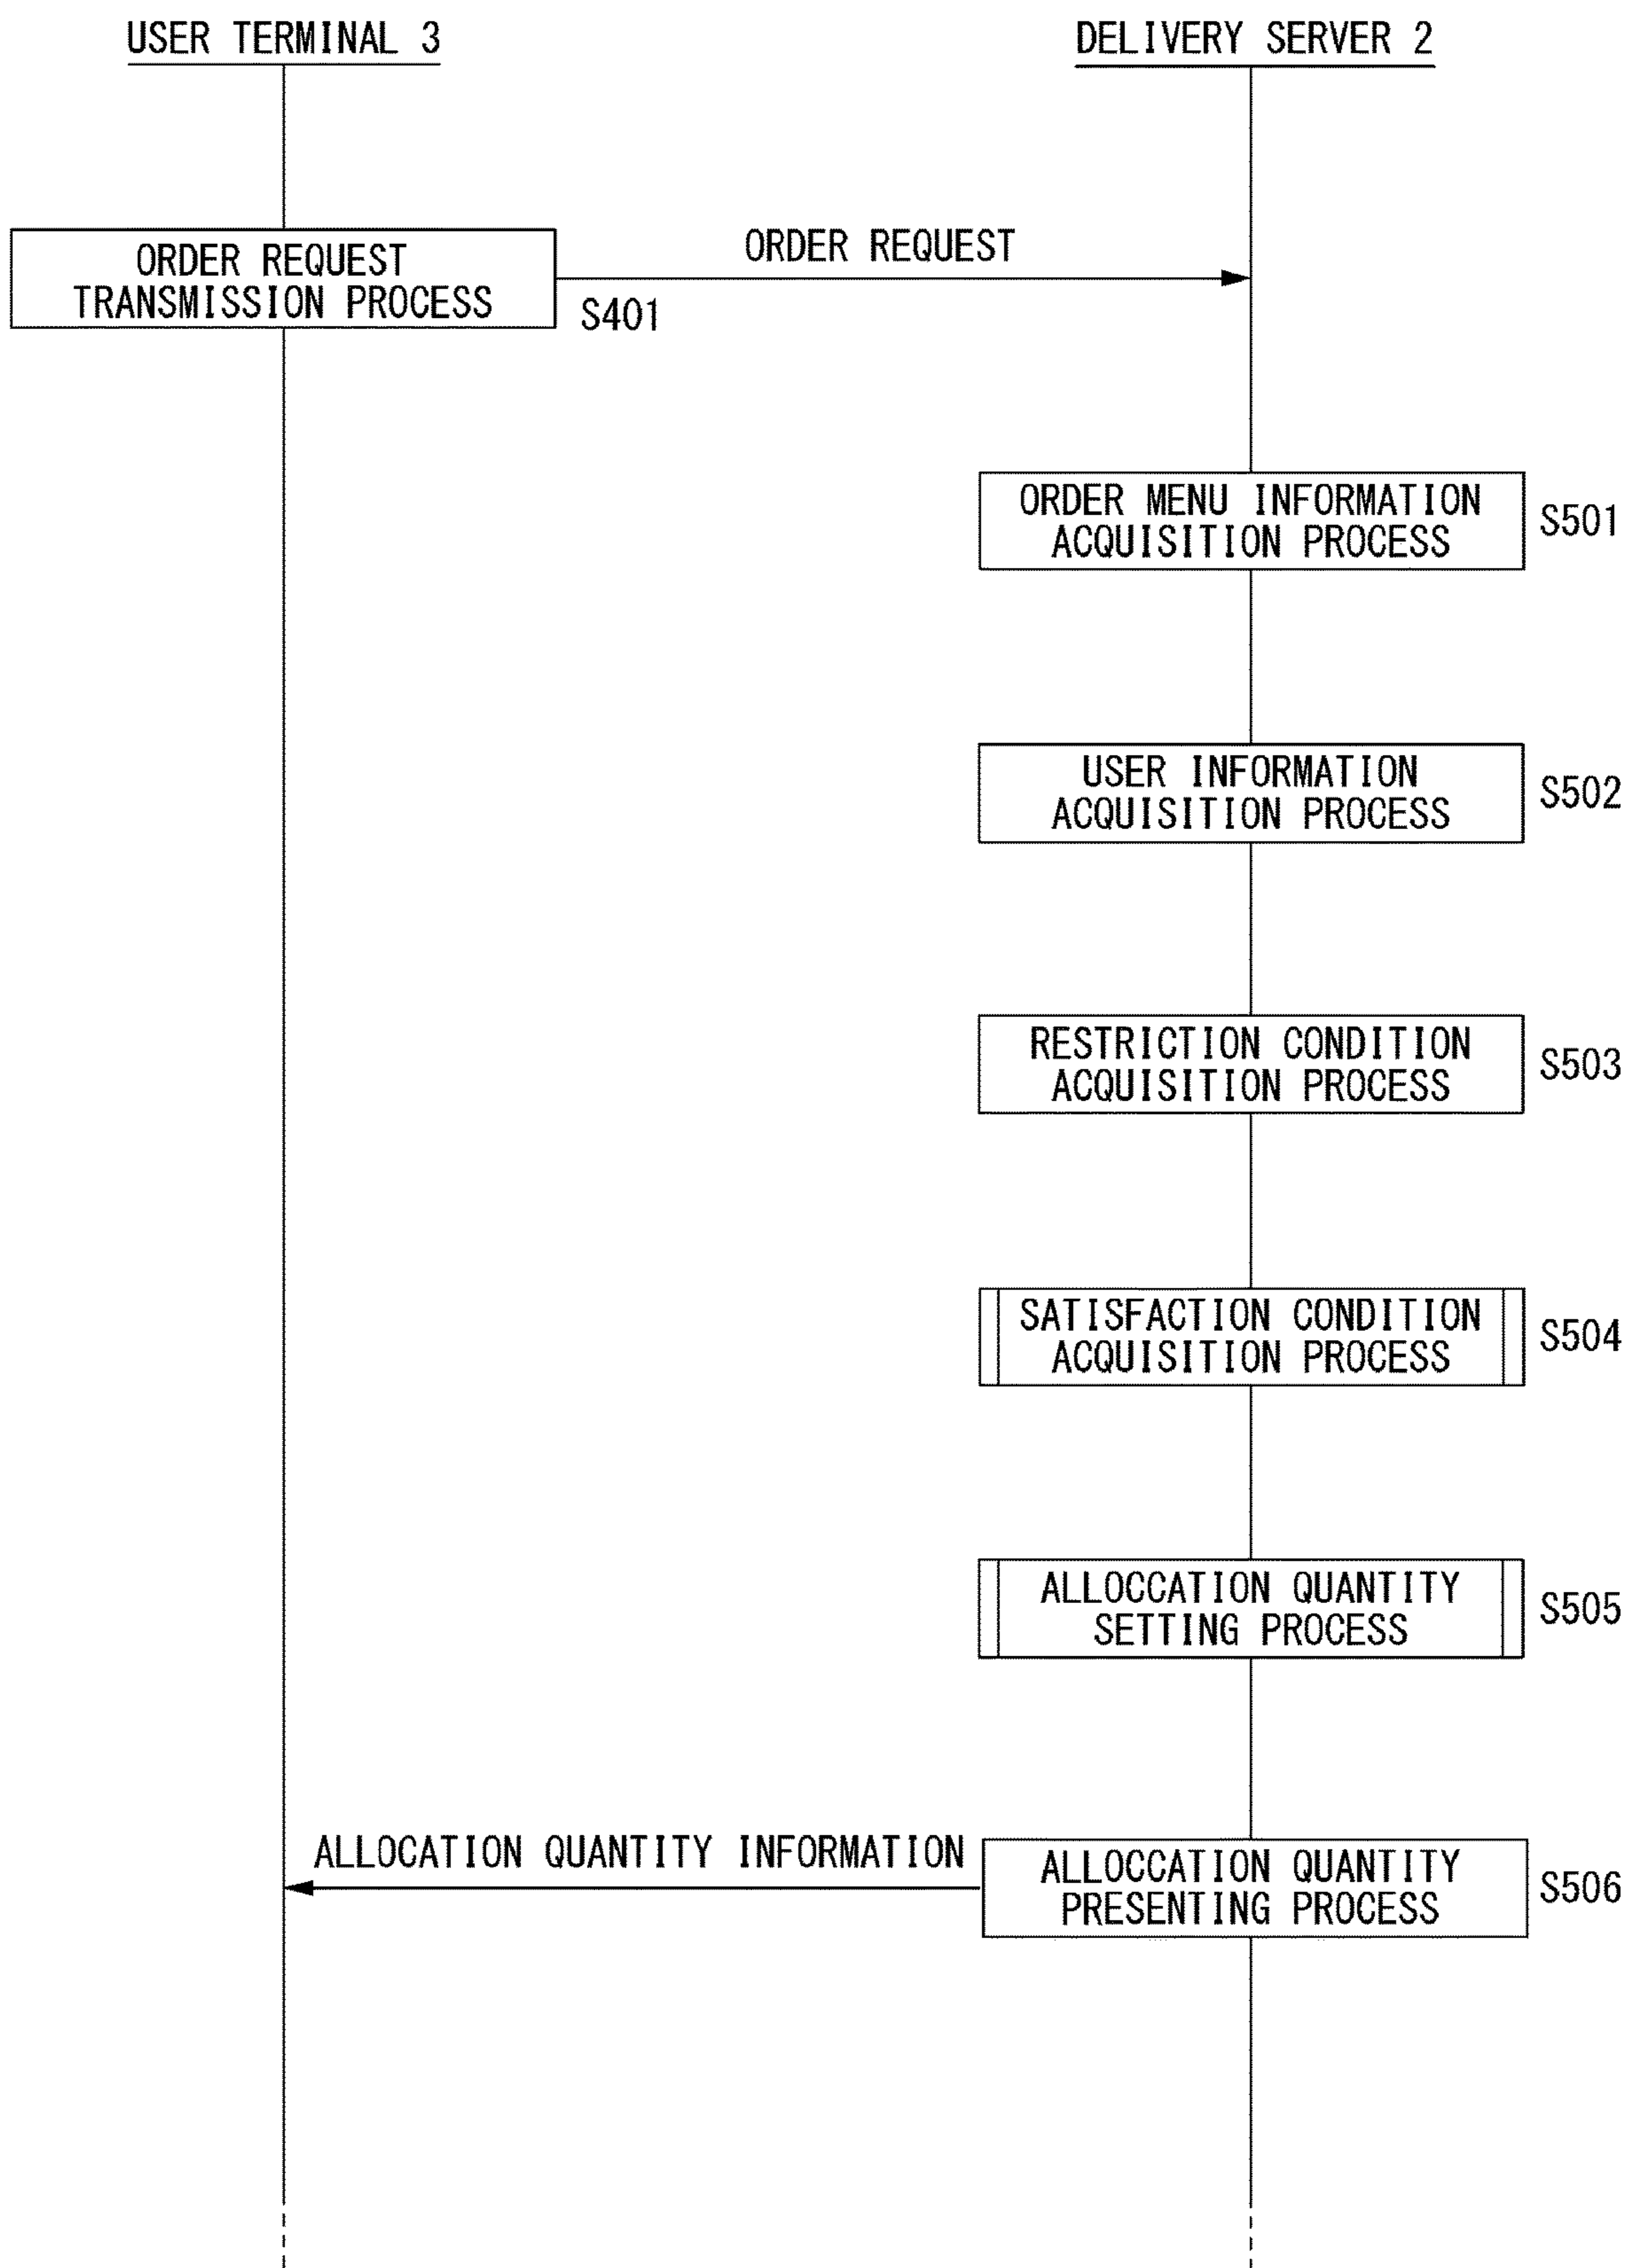 USER TERMINAL 3
DELIVERY SERVER 2
ORDER REQUEST
TRANSMISSION PROCESS
S401
ORDER REQUEST
ORDER MENU INFORMATION
ACQUISITION PROCESS
S501
USER INFORMATION
ACQUISITION PROCESS
S502
RESTRICTION CONDITION
ACQUISITION PROCESS
S503
SATISFACTION CONDITION
ACQUISITION PROCESS
S504
ALLOCCATION QUANTITY
SETTING PROCESS
S505
ALLOCATION QUANTITY INFORMATION
ALLOCCATION QUANTITY
PRESENTING PROCESS
S506